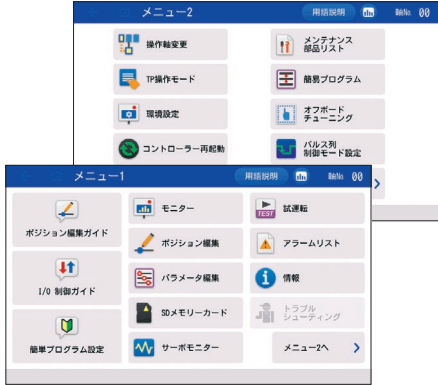 メニュー2
用語説明
軸No. 00
操作軸変更
メンテナンス
部品リスト
TP操作モード
簡易プログラム
環境設定
オフボード
チューニング
コントローラー再起動
パルス列
制御モード設定
メニュー1
用語説明
軸No. 00
ポジション編集ガイド
モニター
TEST
試運転
ポジション編集
アラームリスト
I/O 制御ガイド
パラメータ編集
情報
SDメモリーカード
トラブル
シューティング
簡単プログラム設定
サーボモニター
メニュー2へ